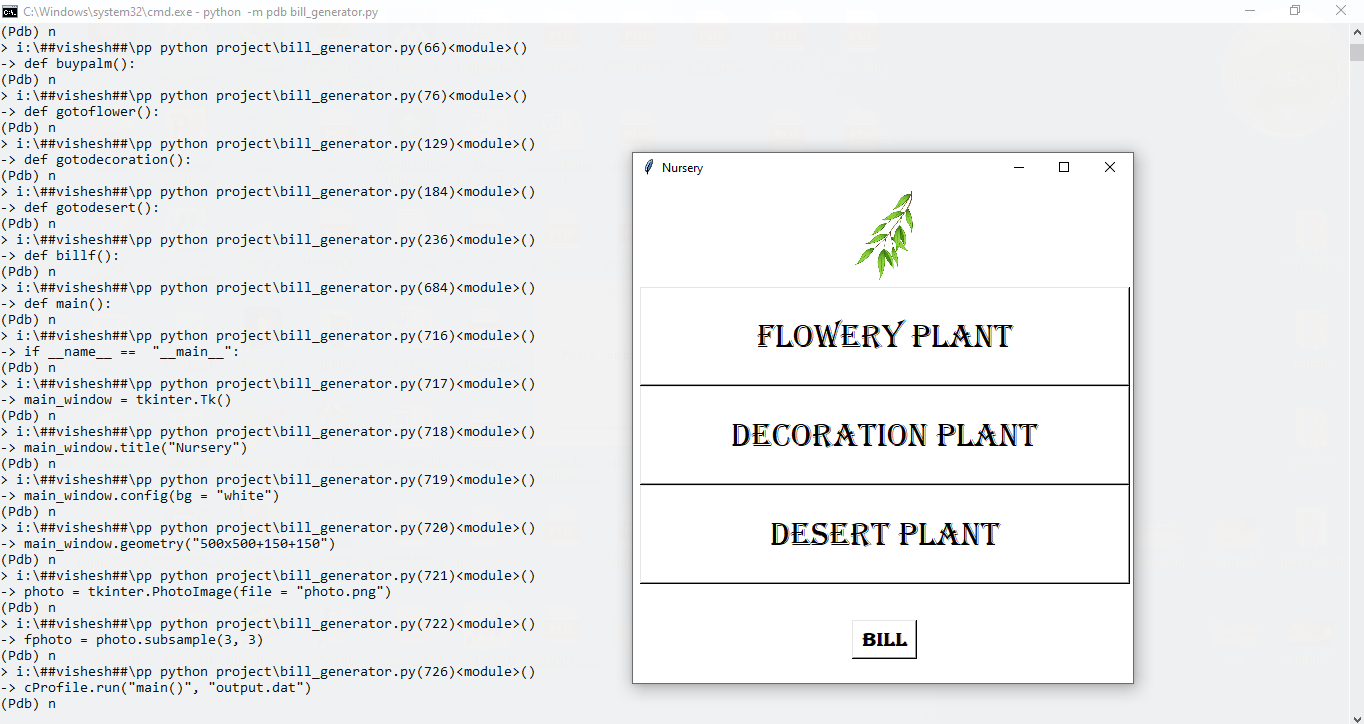 C:\Windows\system32\cmd.exe - python  -m pdb bill_generator.py
(Pdb) n
> i:\##vishesh##\pp python project\bill_generator.py(66)<module>()
-> def buypalm():
(Pdb) n
> i:\##vishesh##\pp python project\bill_generator.py(76)<module>()
-> def gotoflower():
(Pdb) n
> i:\##vishesh##\pp python project\bill_generator.py(129)<module>()
-> def gotodecoration():
(Pdb) n
> i:\##vishesh##\pp python project\bill_generator.py(184)<module>()
-> def gotodesert():
(Pdb) n
> i:\##vishesh##\pp python project\bill_generator.py(236)<module>()
-> def billf():
(Pdb) n
> i:\##vishesh##\pp python project\bill_generator.py(684)<module>()
-> def main():
(Pdb) n
> i:\##vishesh##\pp python project\bill_generator.py(716)<module>()
-> if __name__ ==  "__main__":
(Pdb) n
> i:\##vishesh##\pp python project\bill_generator.py(717)<module>()
-> main_window = tkinter.Tk()
(Pdb) n
> i:\##vishesh##\pp python project\bill_generator.py(718)<module>()
-> main_window.title("Nursery")
(Pdb) n
> i:\##vishesh##\pp python project\bill_generator.py(719)<module>()
-> main_window.config(bg = "white")
(Pdb) n
> i:\##vishesh##\pp python project\bill_generator.py(720)<module>()
-> main_window.geometry("500x500+150+150")
(Pdb) n
> i:\##vishesh##\pp python project\bill_generator.py(721)<module>()
-> photo = tkinter.PhotoImage(file = "photo.png")
(Pdb) n
> i:\##vishesh##\pp python project\bill_generator.py(722)<module>()
-> fphoto = photo.subsample(3, 3)
(Pdb) n
> i:\##vishesh##\pp python project\bill_generator.py(726)<module>()
-> cProfile.run("main()", "output.dat")
(Pdb) n
Nursery
FLOWERY PLANT
DECORATION PLANT
DESERT PLANT
BILL